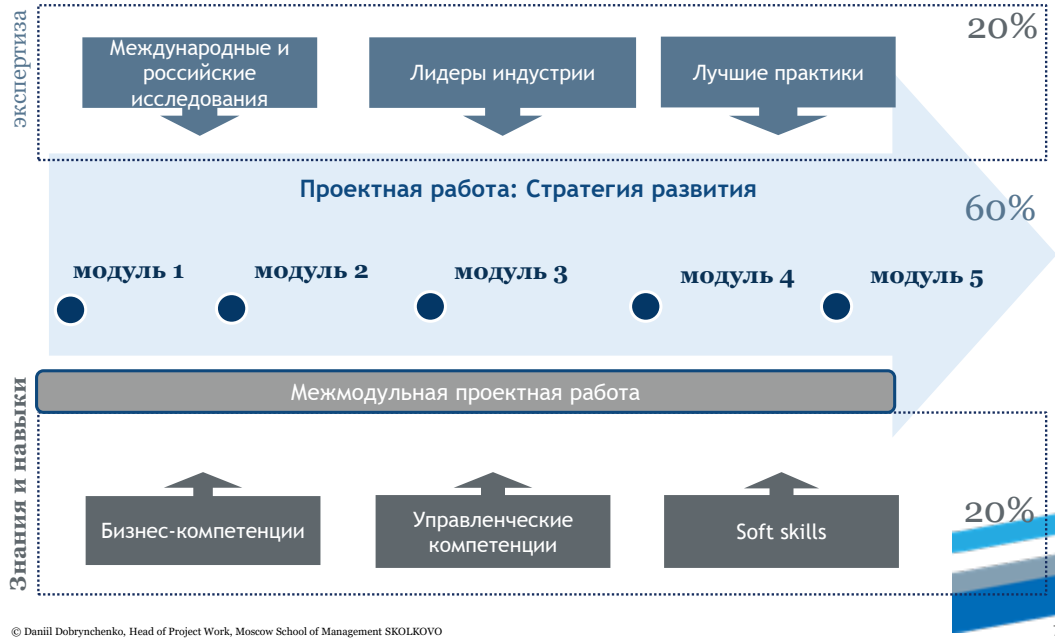 экспертиза
20%
Международные и
российские
исследования
Лидеры индустрии
Лучшие практики
Проектная работа: Стратегия развития
60%
модуль 1
модуль 2
модуль 3
модуль 4
модуль 5
Межмодульная проектная работа
Знания и навыки
Бизнес-компетенции
Управленческие
компетенции
Soft skills
20%
© Daniil Dobrynchenko, Head of Project Work, Moscow School of Management SKOLKOVO